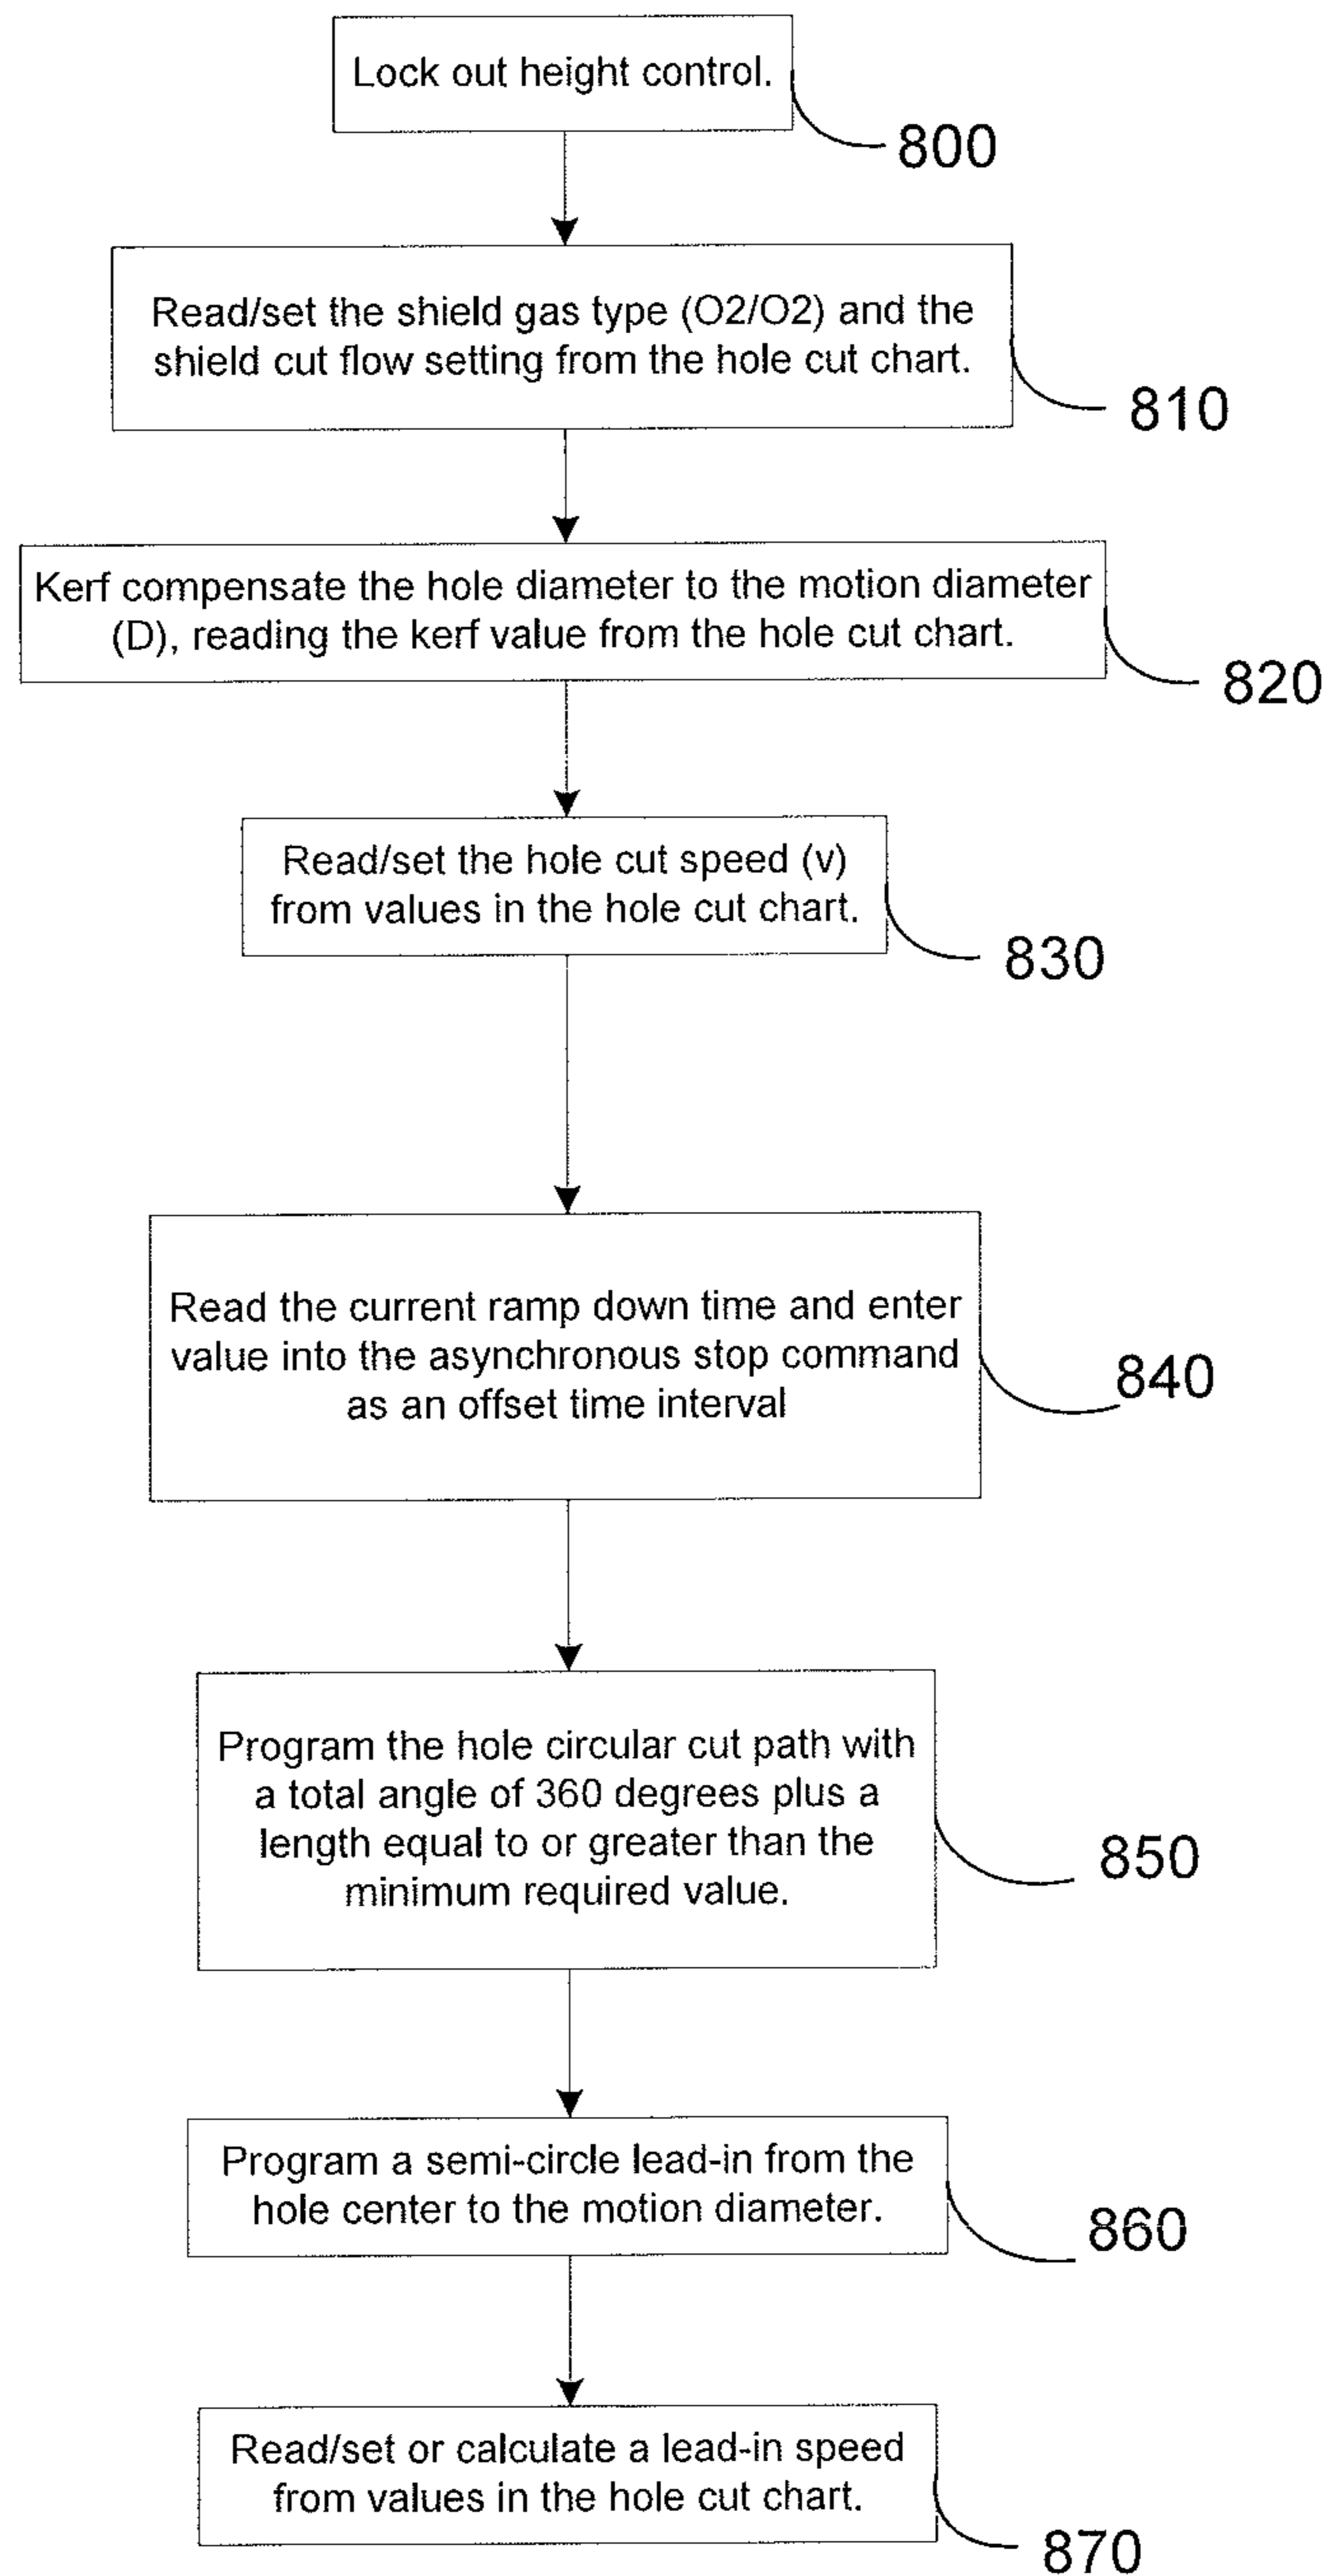 Lock out height control.
800
Read/set the shield gas type (O2/O2) and the
shield cut flow setting from the hole cut chart.
810
Kerf compensate the hole diameter to the motion diameter
(D), reading the kerf value from the hole cut chart.
820
Read/set the hole cut speed (v)
from values in the hole cut chart.
830
Read the current ramp down time and enter
value into the asynchronous stop command
as an offset time interval
840
Program the hole circular cut path with
a total angle of 360 degrees plus a
length equal to or greater than the
minimum required value.
850
Program a semi-circle lead-in from the
hole center to the motion diameter.
860
Read/set or calculate a lead-in speed
from values in the hole cut chart.
870